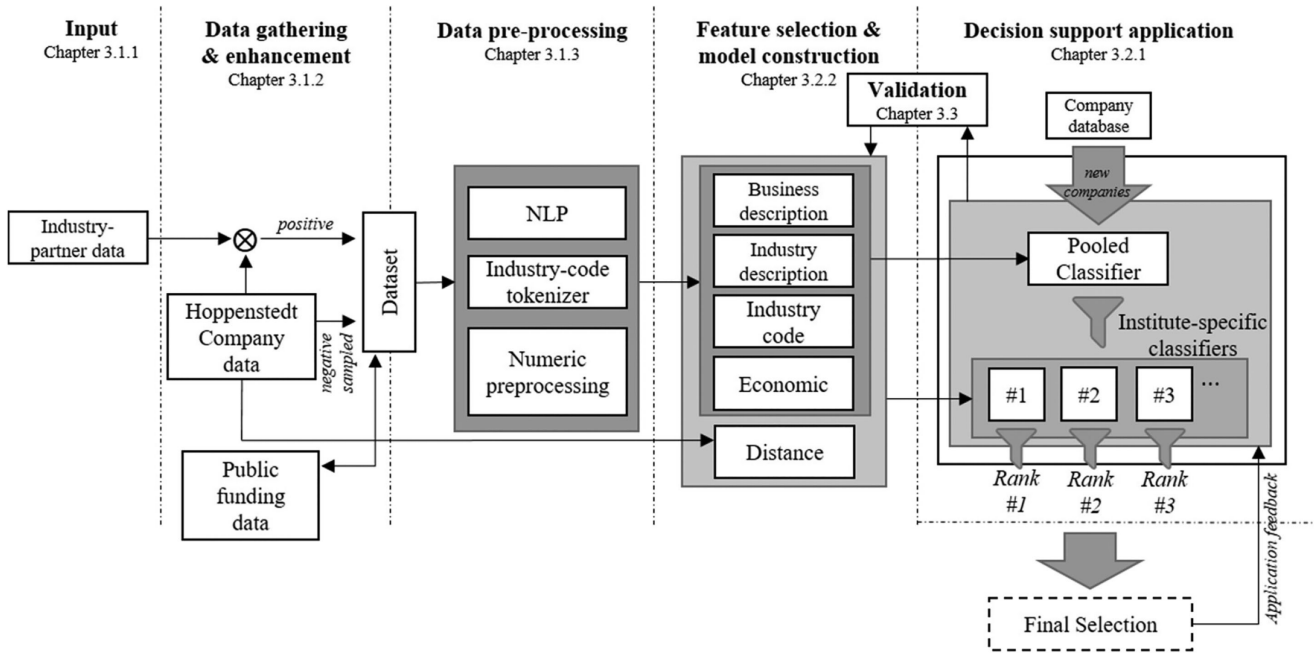 Input
Chapter 3.1.1
Data gathering
& enhancement
Chapter 3.1.2
Data pre-processing
Chapter 3.1.3
Feature selection &
model construction
Chapter 3.2.2
Decision support application
Chapter 3.2.1
Validation
Chapter 3.3
Company
database
new
companies
Industry-
partner data
positive
Hoppenstedt
Company
data
negative
sampled
Public
funding
data
Dataset
NLP
Industry-code
tokenizer
Numeric
preprocessing
Business
description
Industry
description
Industry
code
Economic
Distance
Pooled
Classifier
Institute-specific
classifiers
#1
#2
#3
...
Rank
#1
Rank
#2
Rank
#3
Application feedback
Final Selection